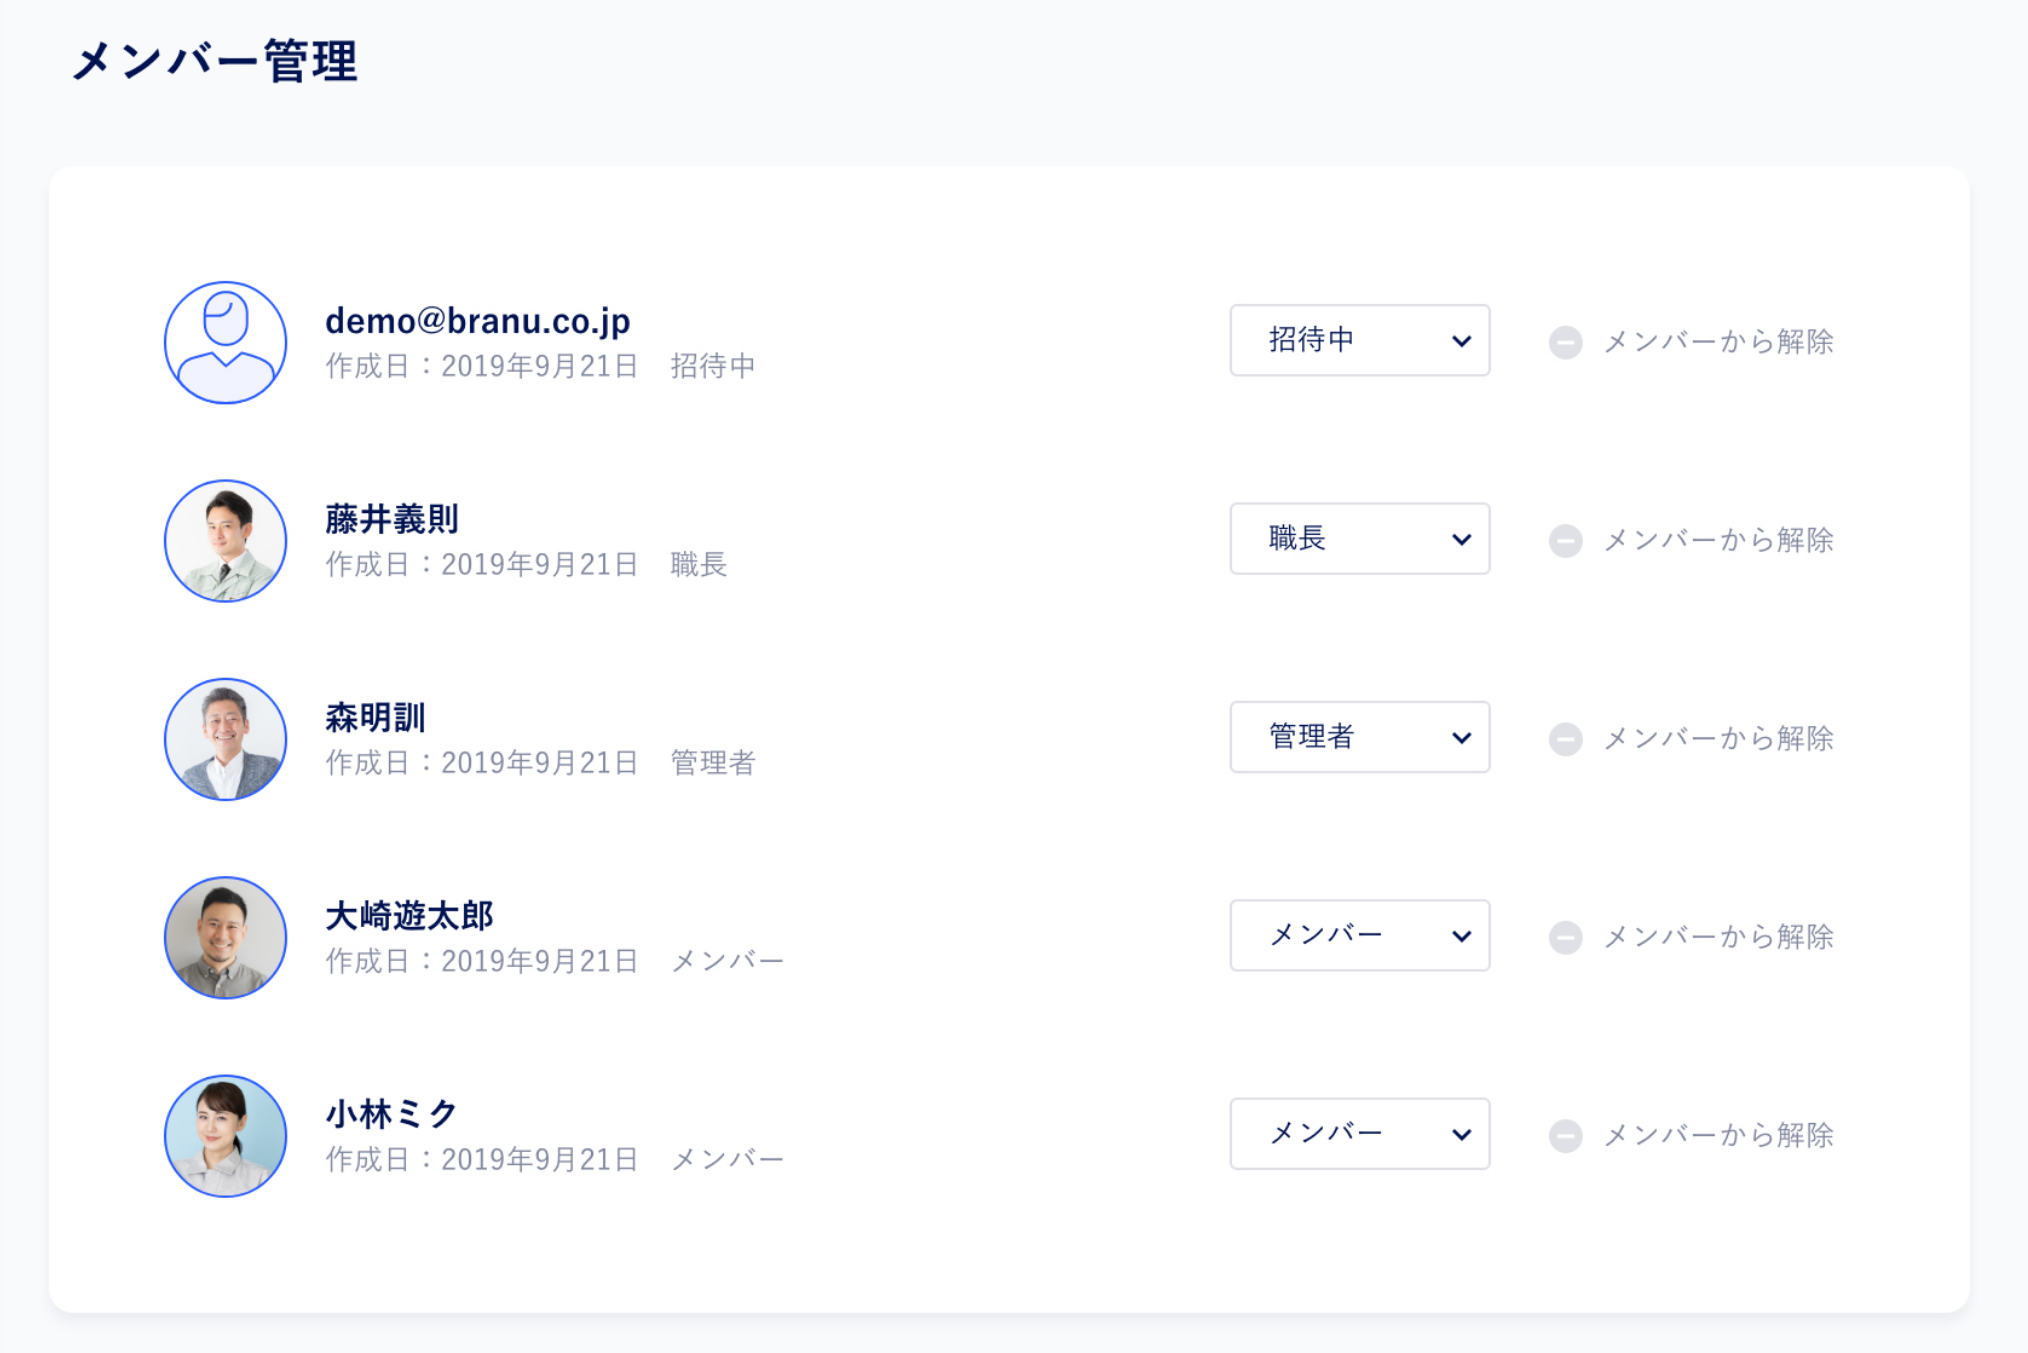 メンバー管理
demo@branu.co.jp
作成日：2019年9月21日　招待中
招待中
メンバーから解除
藤井義則
作成日：2019年9月21日　職長
職長
メンバーから解除
森明訓
作成日：2019年9月21日　管理者
管理者
メンバーから解除
大崎遊太郎
作成日：2019年9月21日　メンバー
メンバー
メンバーから解除
小林ミク
作成日：2019年9月21日　メンバー
メンバー
メンバーから解除